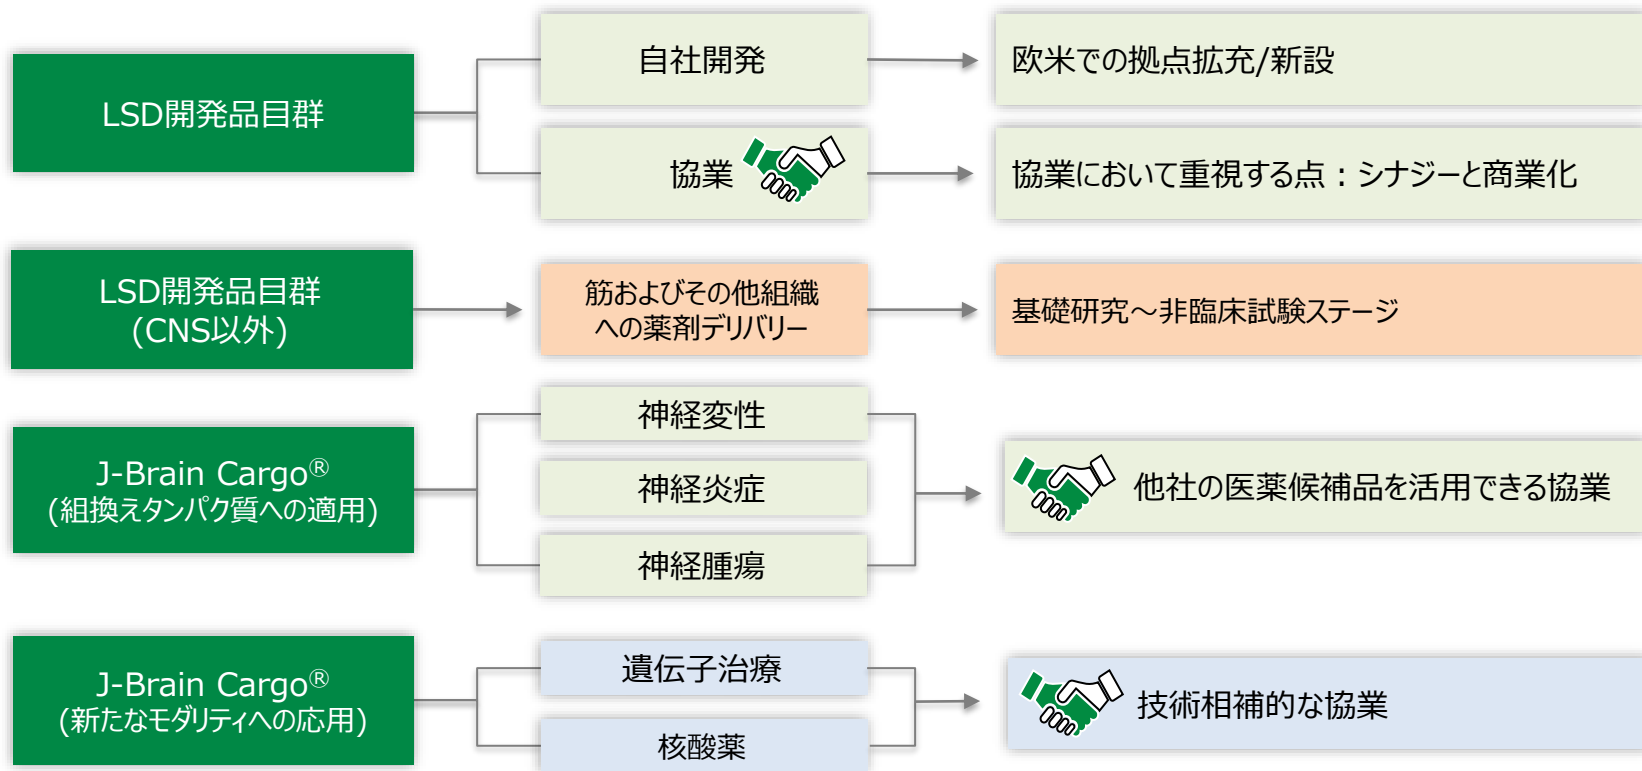 LSD開発品目群
自社開発
欧米での拠点拡充/新設
協業
協業において重視する点：シナジーと商業化
LSD開発品目群
(CNS以外)
筋およびその他組織
への薬剤デリバリー
基礎研究～非臨床試験ステージ
J-Brain Cargo®
(組換えタンパク質への適用)
神経変性
神経炎症
神経腫瘍
他社の医薬候補品を活用できる協業
J-Brain Cargo®
(新たなモダリティへの応用)
遺伝子治療
核酸薬
技術相補的な協業